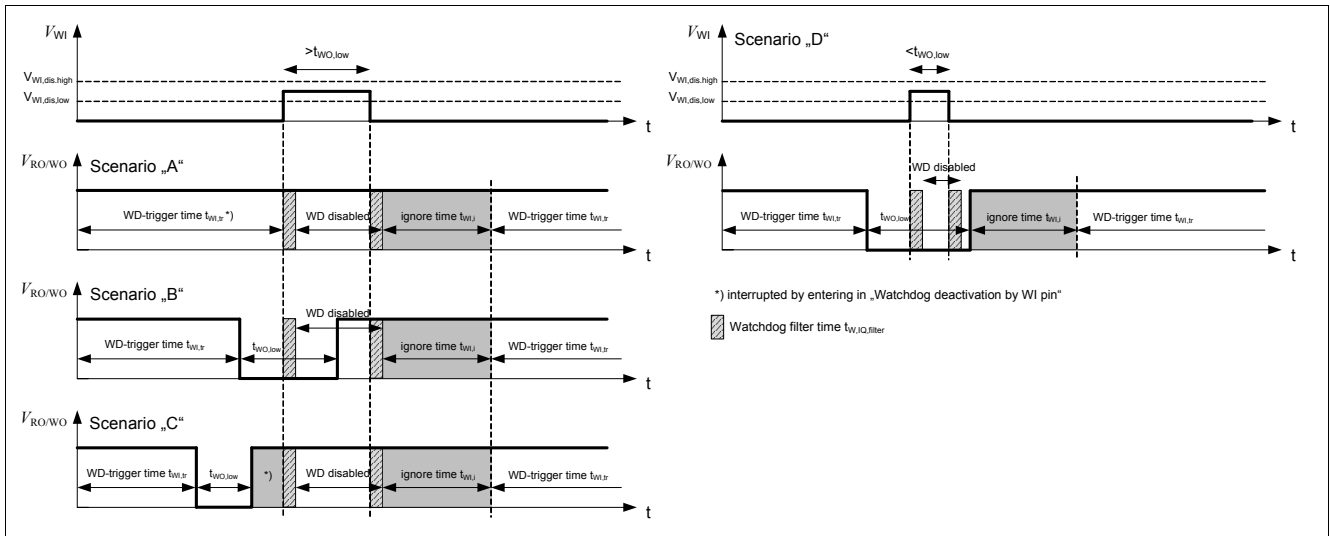 V_WI
>t_WO,low
V_WI,dis.high
V_WI,dis,low
t
V_RO/WO
Scenario „A“
WD-trigger time t_WI,tr *)
WD disabled
ignore time t_WI,i
WD-trigger time t_WI,tr
t
V_RO/WO
Scenario „B“
WD disabled
WD-trigger time t_WI,tr
t_WO,low
ignore time t_WI,i
WD-trigger time t_WI,tr
t
V_RO/WO
Scenario „C“
WD-trigger time t_WI,tr
t_WO,low
*)
WD disabled
ignore time t_WI,i
WD-trigger time t_WI,tr
t
V_WI
Scenario „D“
<t_WO,low
V_WI,dis.high
V_WI,dis,low
t
V_RO/WO
WD disabled
WD-trigger time t_WI,tr
t_WO,low
ignore time t_WI,i
WD-trigger time t_WI,tr
t
*) interrupted by entering in „Watchdog deactivation by WI pin“
Watchdog filter time t_W,IQ,filter